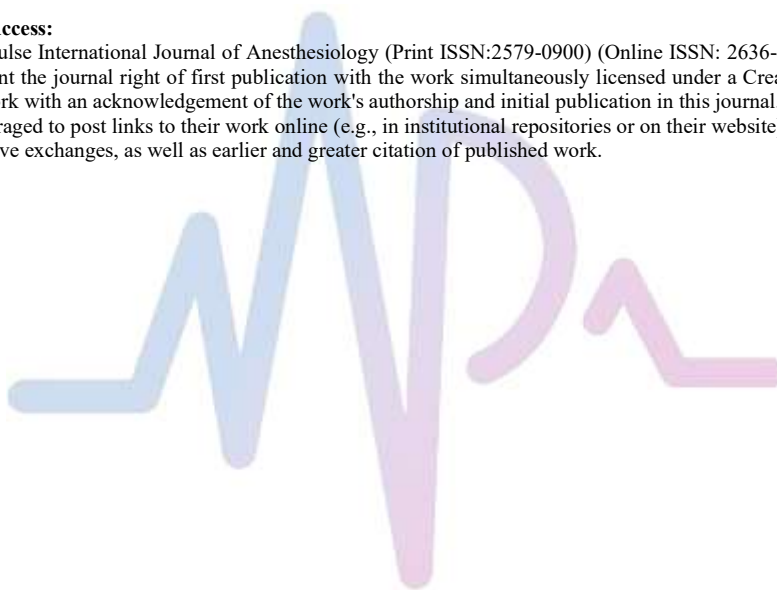 ccess:
ulse International Journal of Anesthesiology (Print ISSN:2579-0900) (Online ISSN: 2636-
nt the journal right of first publication with the work simultaneously licensed under a Crea
rk with an acknowledgement of the work's authorship and initial publication in this journal.
raged to post links to their work online (e.g., in institutional repositories or on their website
ve exchanges, as well as earlier and greater citation of published work.